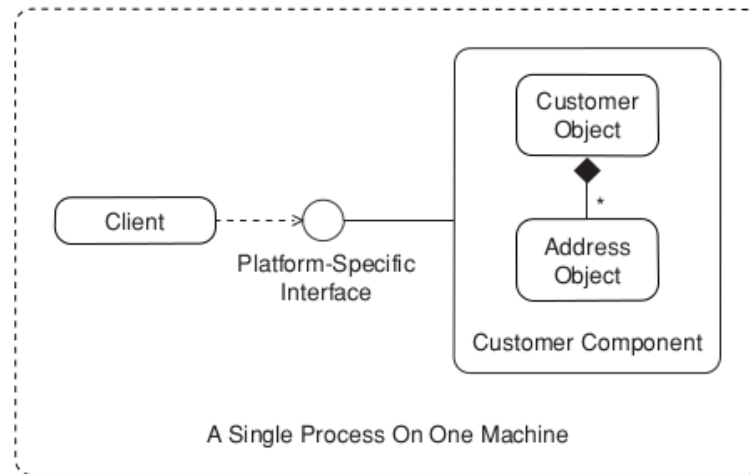 Customer
Object
*
Client
Address
Object
Platform-Specific
Interface
Customer Component
A Single Process On One Machine